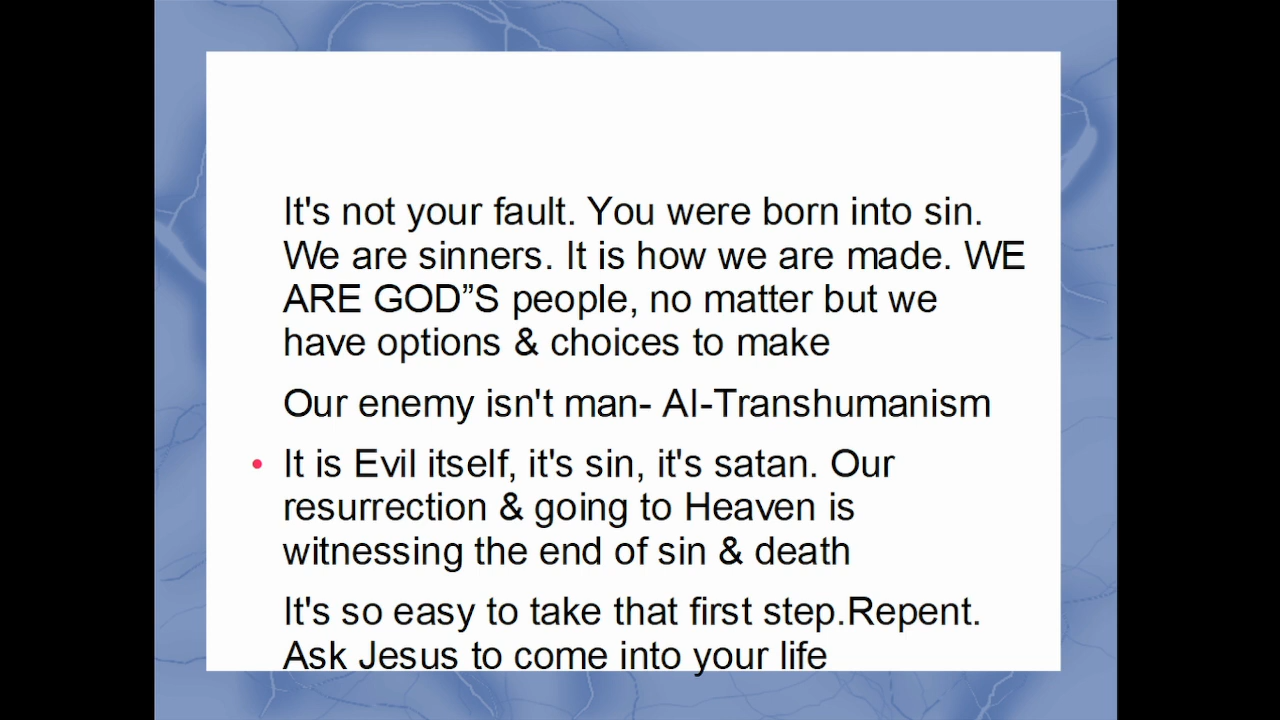 It's not your fault. You were born into sin.
We are sinners. It is how we are made. WE
ARE GOD”S people, no matter but we
have options & choices to make
Our enemy isn't man- AI-Transhumanism
• It is Evil itself, it's sin, it's satan. Our
resurrection & going to Heaven is
witnessing the end of sin & death
It's so easy to take that first step.Repent.
Ask Jesus to come into your life